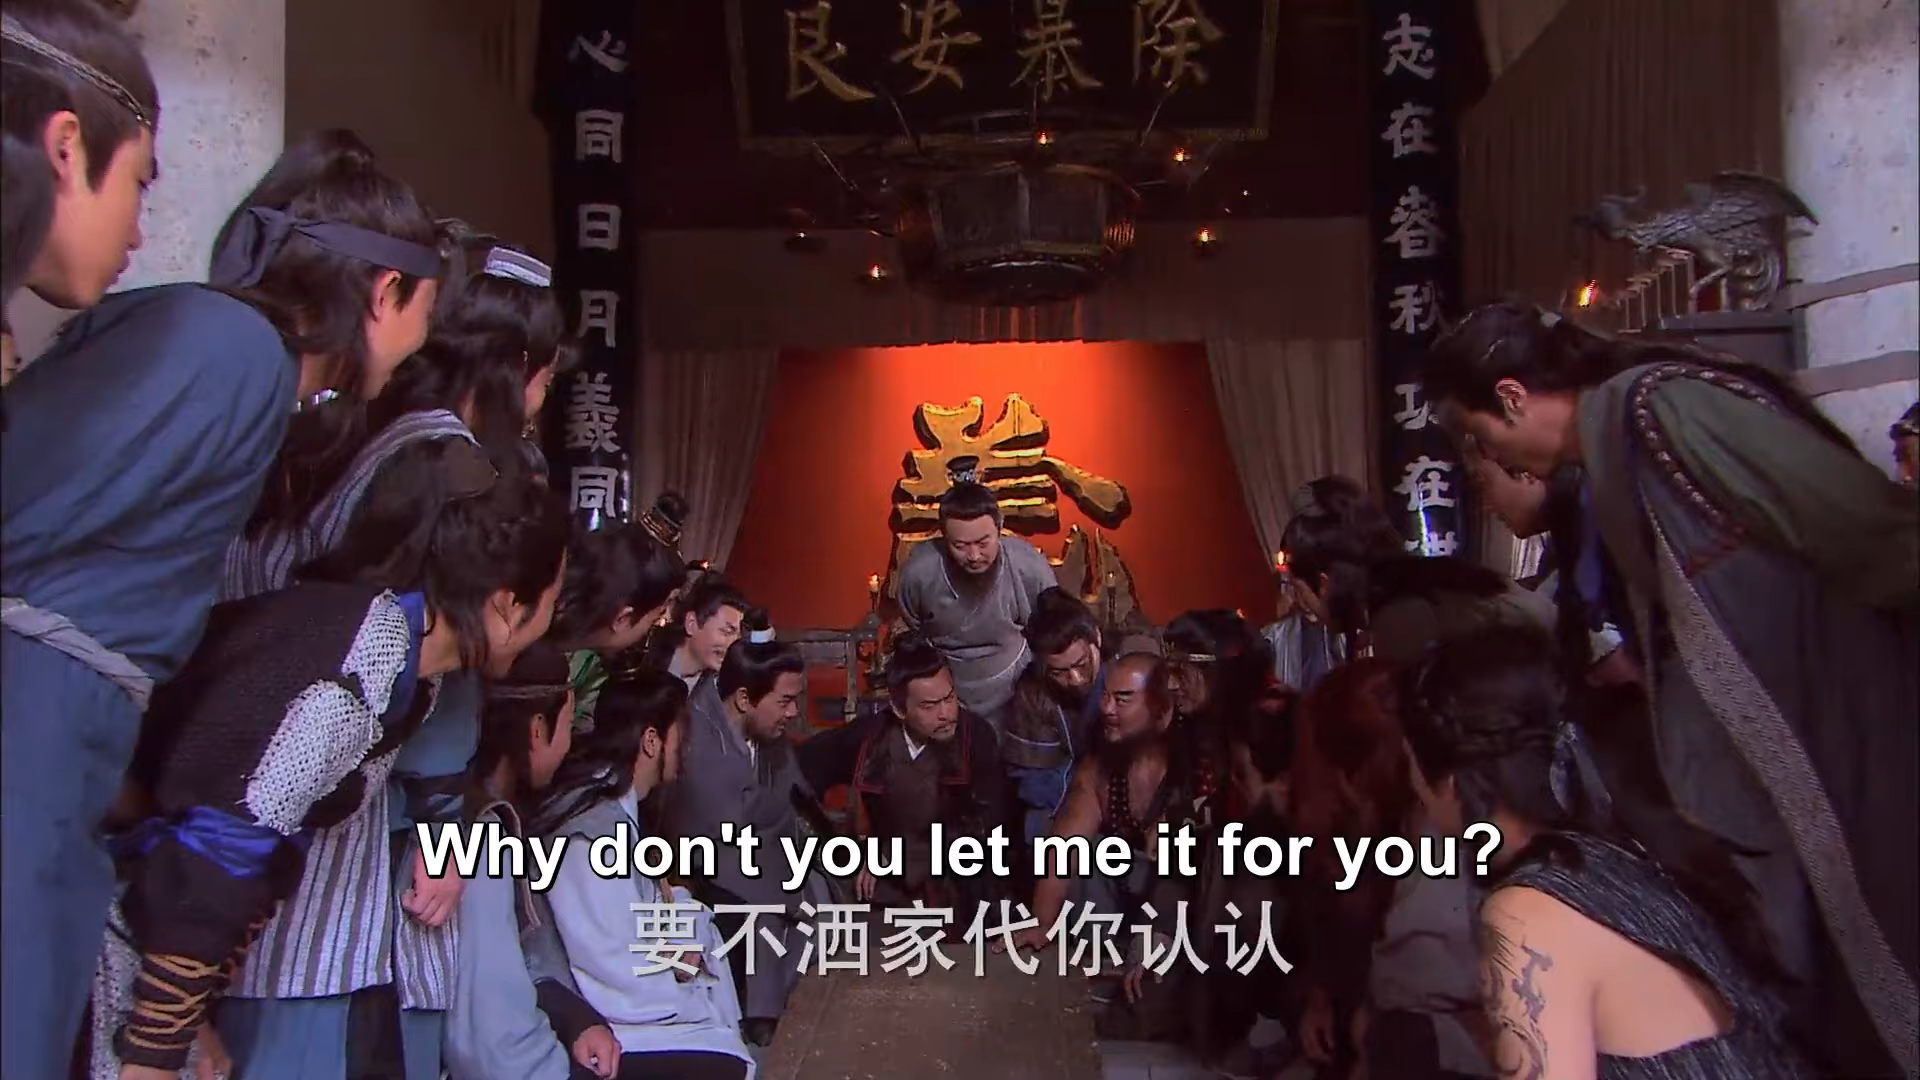 除暴安良
志在春秋功在
心同日月義同
義
Why don't you let me it for you?
要不洒家代你认认